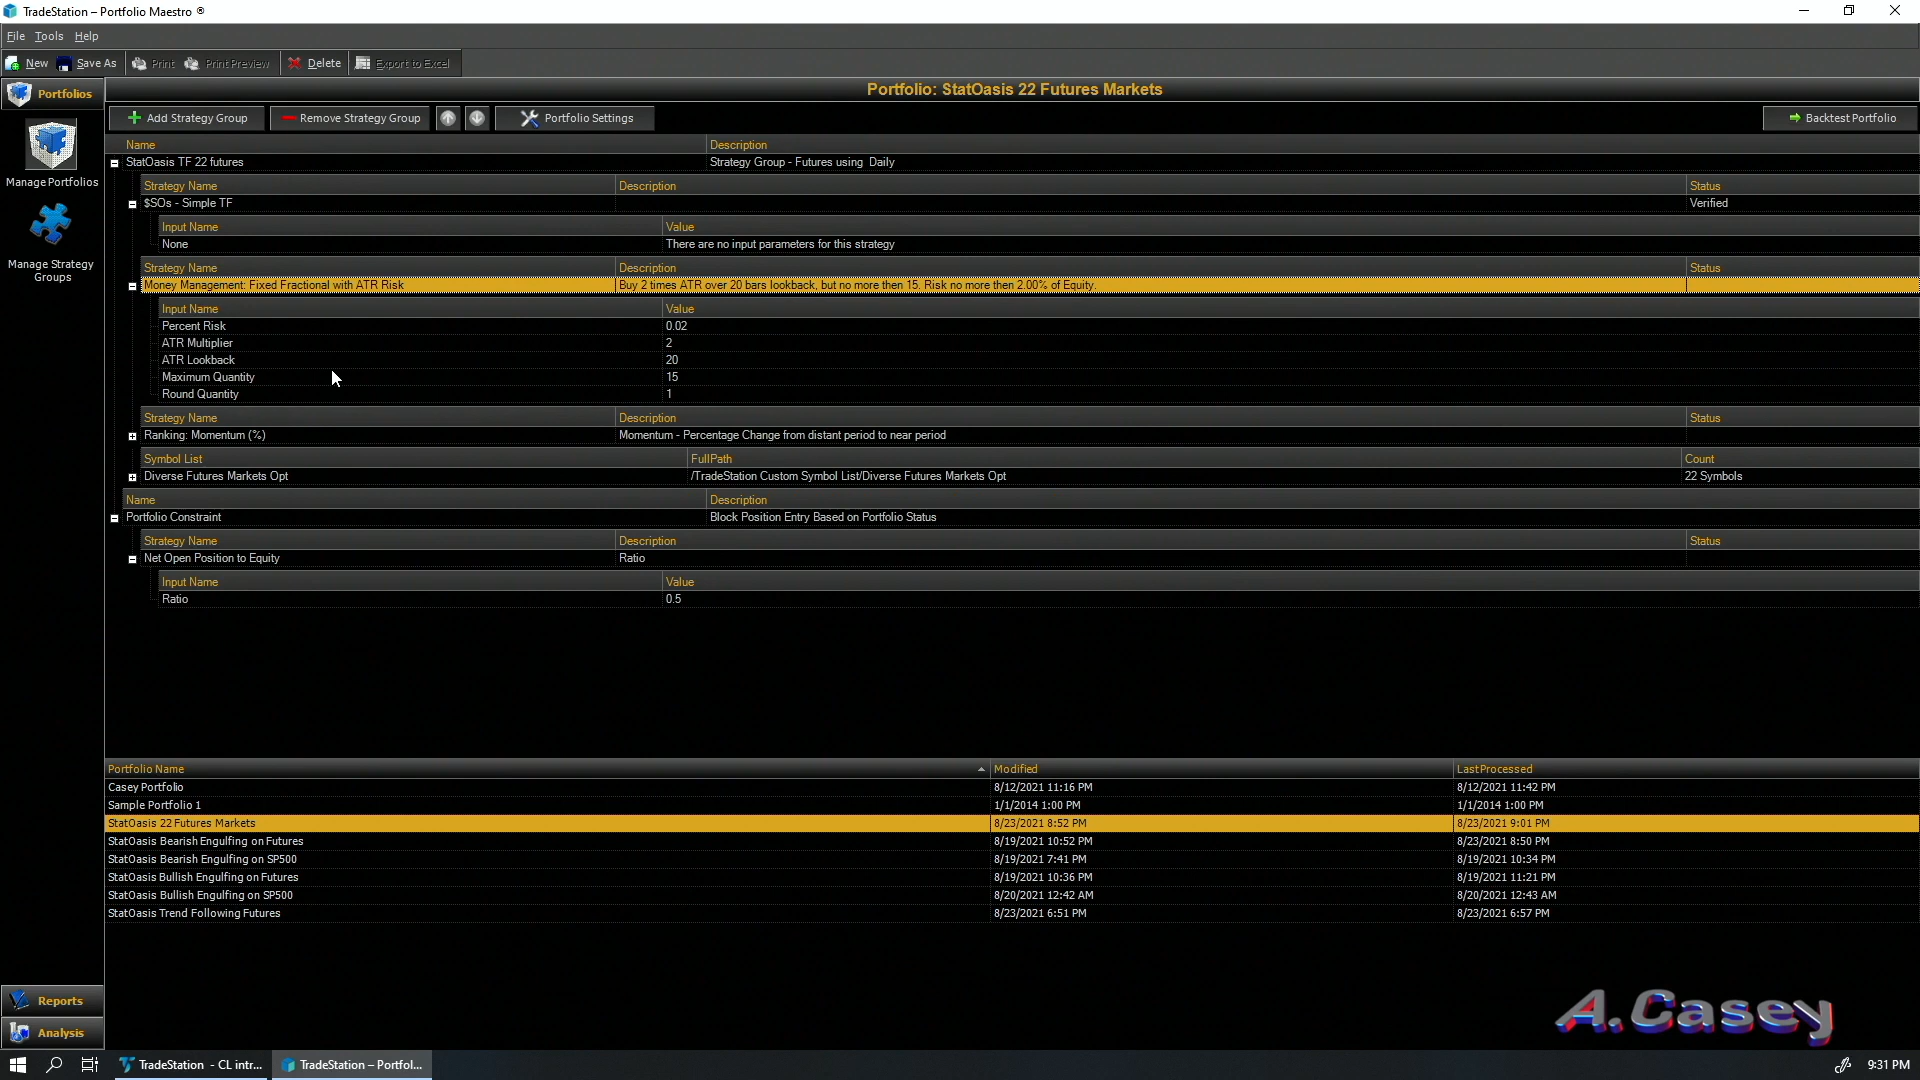 TradeStation – Portfolio Maestro ®
File Tools Help
New Save As Print Print Preview Delete Export to Excel
Portfolios
Portfolio: StatOasis 22 Futures Markets
Add Strategy Group Remove Strategy Group Portfolio Settings Backtest Portfolio
Manage Portfolios
Manage Strategy
Groups
Name Description
StatOasis TF 22 futures Strategy Group - Futures using Daily
Strategy Name Description Status
$SOs - Simple TF Verified
Input Name Value
None There are no input parameters for this strategy
Strategy Name Description Status
Money Management: Fixed Fractional with ATR Risk Buy 2 times ATR over 20 bars lookback, but no more then 15. Risk no more then 2.00% of Equity.
Input Name Value
Percent Risk 0.02
ATR Multiplier 2
ATR Lookback 20
Maximum Quantity 15
Round Quantity 1
Strategy Name Description Status
Ranking: Momentum (%) Momentum - Percentage Change from distant period to near period
Symbol List FullPath Count
Diverse Futures Markets Opt /TradeStation Custom Symbol List/Diverse Futures Markets Opt 22 Symbols
Name Description
Portfolio Constraint Block Position Entry Based on Portfolio Status
Strategy Name Description Status
Net Open Position to Equity Ratio
Input Name Value
Ratio 0.5
Portfolio Name Modified LastProcessed
Casey Portfolio 8/12/2021 11:16 PM 8/12/2021 11:42 PM
Sample Portfolio 1 1/1/2014 1:00 PM 1/1/2014 1:00 PM
StatOasis 22 Futures Markets 8/23/2021 8:52 PM 8/23/2021 9:01 PM
StatOasis Bearish Engulfing on Futures 8/19/2021 10:52 PM 8/23/2021 8:50 PM
StatOasis Bearish Engulfing on SP500 8/19/2021 7:41 PM 8/19/2021 10:34 PM
StatOasis Bullish Engulfing on Futures 8/19/2021 10:36 PM 8/19/2021 11:21 PM
StatOasis Bullish Engulfing on SP500 8/20/2021 12:42 AM 8/20/2021 12:43 AM
StatOasis Trend Following Futures 8/23/2021 6:51 PM 8/23/2021 6:57 PM
Reports
Analysis
A.Casey
TradeStation - CL intr... TradeStation – Portfol... 9:31 PM